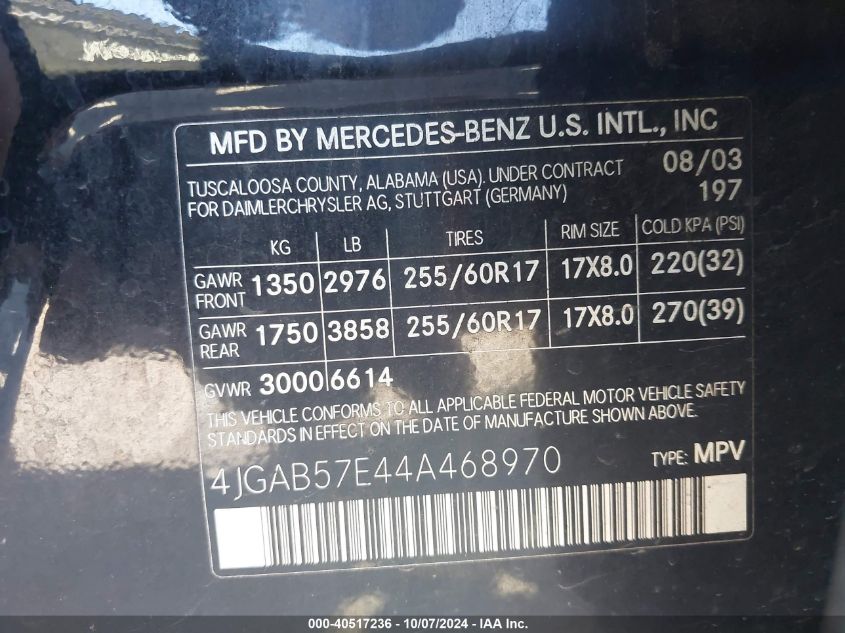 MFD BY MERCEDES-BENZ U.S. INTL., INC
TUSCALOOSA COUNTY, ALABAMA (USA). UNDER CONTRACT 08/03
FOR DAIMLERCHRYSLER AG, STUTTGART (GERMANY) 197
KG LB TIRES RIM SIZE COLD KPA (PSI)
GAWR FRONT 1350 2976 255/60R17 17X8.0 220(32)
GAWR REAR 1750 3858 255/60R17 17X8.0 270(39)
GVWR 3000 6614
THIS VEHICLE CONFORMS TO ALL APPLICABLE FEDERAL MOTOR VEHICLE SAFETY
STANDARDS IN EFFECT ON THE DATE OF MANUFACTURE SHOWN ABOVE.
4JGAB57E44A468970 TYPE: MPV
000-40517236 - 10/07/2024 - IAA Inc.